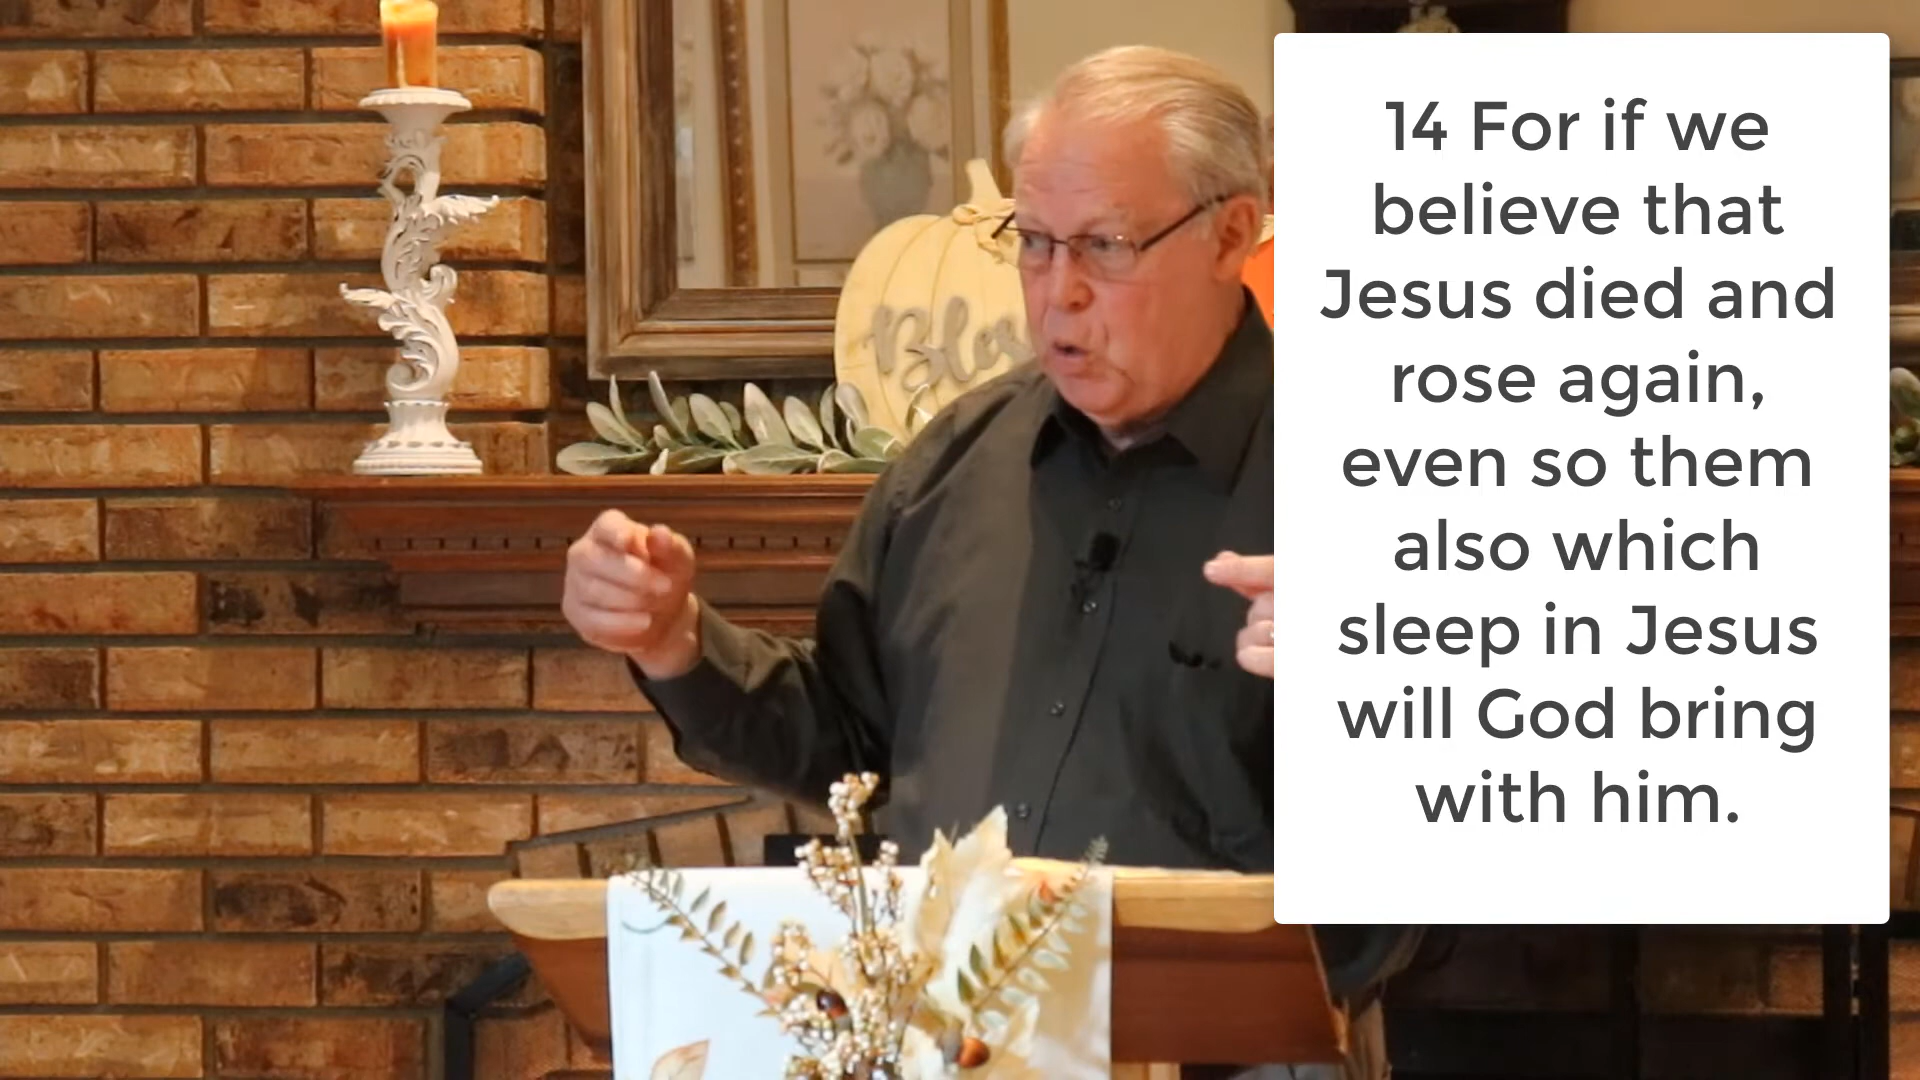 Bles
14 For if we
believe that
Jesus died and
rose again,
even so them
also which
sleep in Jesus
will God bring
with him.